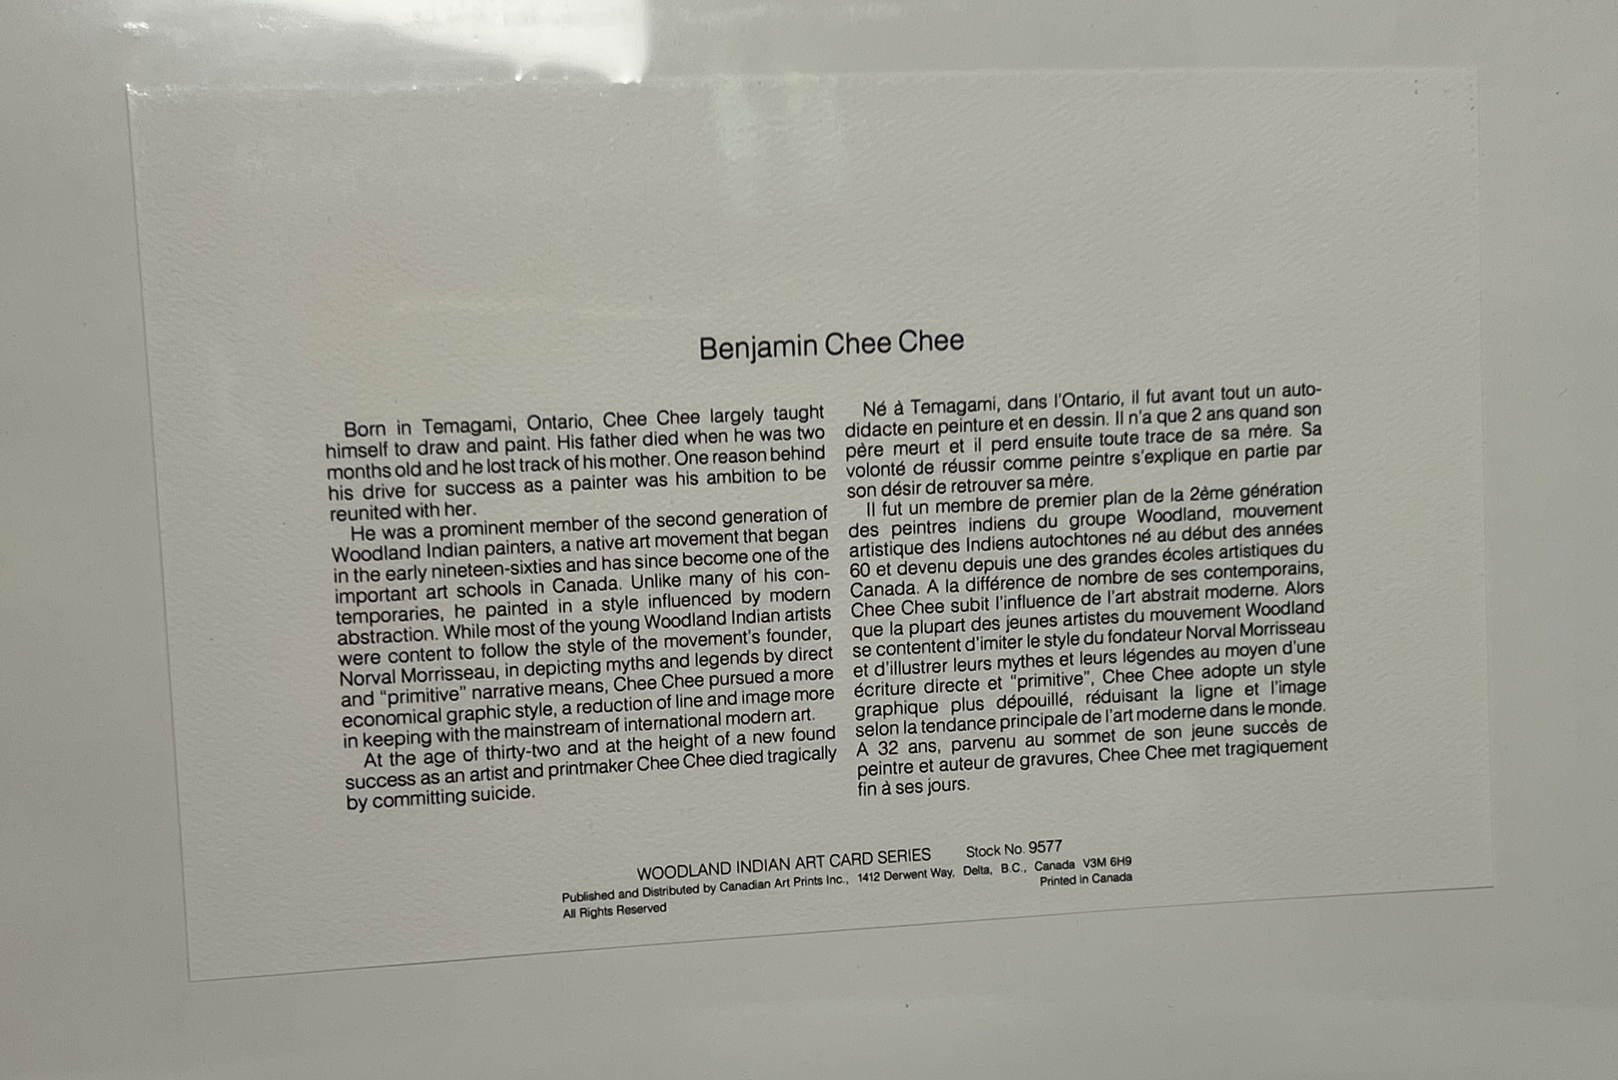 Benjamin Chee Chee
Born in Temagami, Ontario, Chee Chee largely taught
himself to draw and paint. His father died when he was two
months old and he lost track of his mother. One reason behind
his drive for success as a painter was his ambition to be
reunited with her.
He was a prominent member of the second generation of
Woodland Indian painters, a native art movement that began
in the early nineteen-sixties and has since become one of the
important art schools in Canada. Unlike many of his con-
temporaries, he painted in a style influenced by modern
abstraction. While most of the young Woodland Indian artists
were content to follow the style of the movement's founder,
Norval Morrisseau, in depicting myths and legends by direct
and "primitive" narrative means, Chee Chee pursued a more
economical graphic style, a reduction of line and image more
in keeping with the mainstream of international modern art.
At the age of thirty-two and at the height of a new found
success as an artist and printmaker Chee Chee died tragically
by committing suicide.
Né à Temagami, dans l'Ontario, il fut avant tout un auto-
didacte en peinture et en dessin. Il n'a que 2 ans quand son
père meurt et il perd ensuite toute trace de sa mère. Sa
volonté de réussir comme peintre s'explique en partie par
son désir de retrouver sa mère.
Il fut un membre de premier plan de la 2ème génération
des peintres indiens du groupe Woodland, mouvement
artistique des Indiens autochtones né au début des années
60 et devenu depuis une des grandes écoles artistiques du
Canada. A la différence de nombre de ses contemporains,
Chee Chee subit l'influence de l'art abstrait moderne. Alors
que la plupart des jeunes artistes du mouvement Woodland
se contentent d'imiter le style du fondateur Norval Morrisseau
et d'illustrer leurs mythes et leurs légendes au moyen d'une
écriture directe et "primitive", Chee Chee adopte un style
graphique plus dépouillé, réduisant la ligne et l'image
selon la tendance principale de l'art moderne dans le monde.
A 32 ans, parvenu au sommet de son jeune succès de
peintre et auteur de gravures, Chee Chee met tragiquement
fin à ses jours.
WOODLAND INDIAN ART CARD SERIES Stock No. 9577
Published and Distributed by Canadian Art Prints Inc., 1412 Derwent Way, Delta, B.C., Canada V3M 6H9
All Rights Reserved Printed in Canada